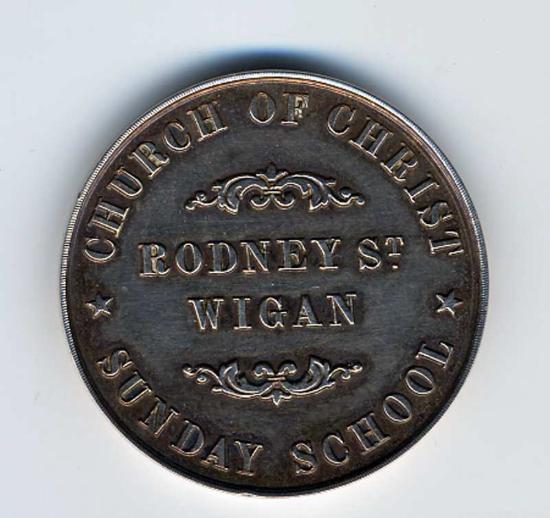 CHURCH OF CHRIST
RODNEY ST.
WIGAN
SUNDAY SCHOOL